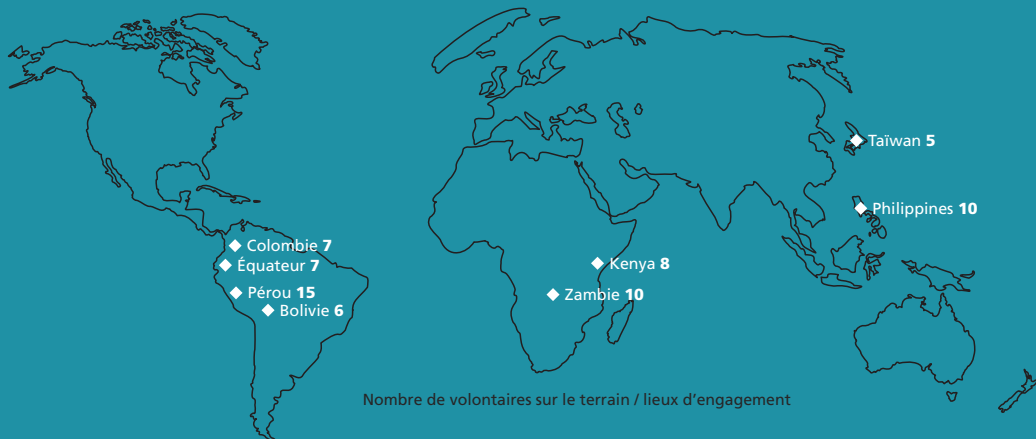 Taïwan 5
Philippines 10
Colombie 7
Équateur 7
Kenya 8
Pérou 15
Zambie 10
Bolivie 6
Nombre de volontaires sur le terrain / lieux d’engagement